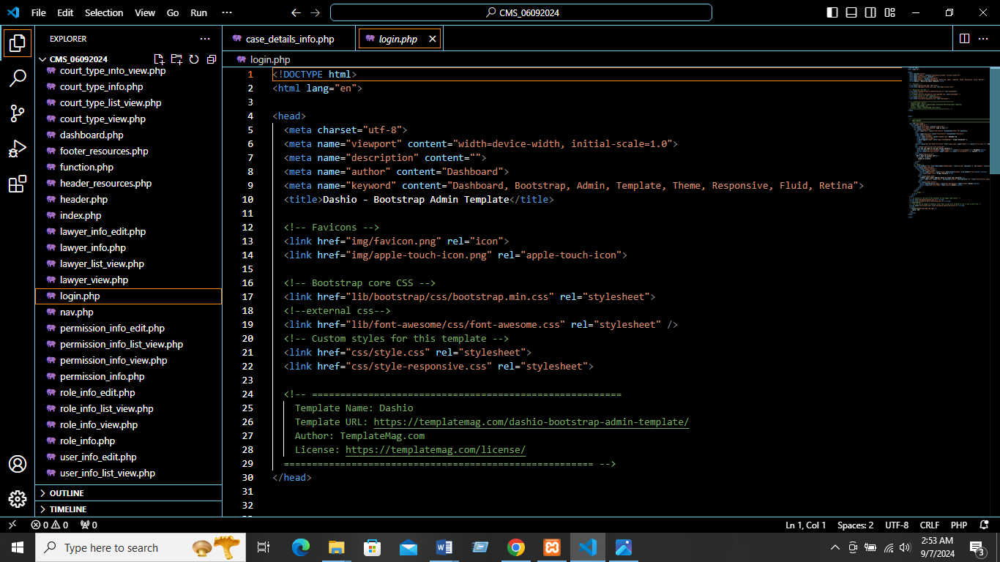 File Edit Selection View Go Run ···
CMS_06092024
EXPLORER ···
CMS_06092024
court_type_info_view.php
court_type_info.php
court_type_list_view.php
court_type_view.php
dashboard.php
footer_resources.php
function.php
header_resources.php
header.php
index.php
lawyer_info_edit.php
lawyer_info.php
lawyer_list_view.php
lawyer_view.php
login.php
nav.php
permission_info_edit.php
permission_info_list_view.php
permission_info_view.php
permission_info.php
role_info_edit.php
role_info_list_view.php
role_info_view.php
role_info.php
user_info_edit.php
user_info_list_view.php
OUTLINE
TIMELINE
case_details_info.php login.php
login.php
1 <!DOCTYPE html>
2 <html lang="en">
3
4 <head>
5 <meta charset="utf-8">
6 <meta name="viewport" content="width=device-width, initial-scale=1.0">
7 <meta name="description" content="">
8 <meta name="author" content="Dashboard">
9 <meta name="keyword" content="Dashboard, Bootstrap, Admin, Template, Theme, Responsive, Fluid, Retina">
10 <title>Dashio - Bootstrap Admin Template</title>
11
12 <!-- Favicons -->
13 <link href="img/favicon.png" rel="icon">
14 <link href="img/apple-touch-icon.png" rel="apple-touch-icon">
15
16 <!-- Bootstrap core CSS -->
17 <link href="lib/bootstrap/css/bootstrap.min.css" rel="stylesheet">
18 <!--external css-->
19 <link href="lib/font-awesome/css/font-awesome.css" rel="stylesheet" />
20 <!-- Custom styles for this template -->
21 <link href="css/style.css" rel="stylesheet">
22 <link href="css/style-responsive.css" rel="stylesheet">
23
24 <!-- =======================================================
25 Template Name: Dashio
26 Template URL: https://templatemag.com/dashio-bootstrap-admin-template/
27 Author: TemplateMag.com
28 License: https://templatemag.com/license/
29 ======================================================= -->
30 </head>
31
32
0 0 0
Ln 1, Col 1 Spaces: 2 UTF-8 CRLF PHP
Type here to search
2:53 AM
9/7/2024
3